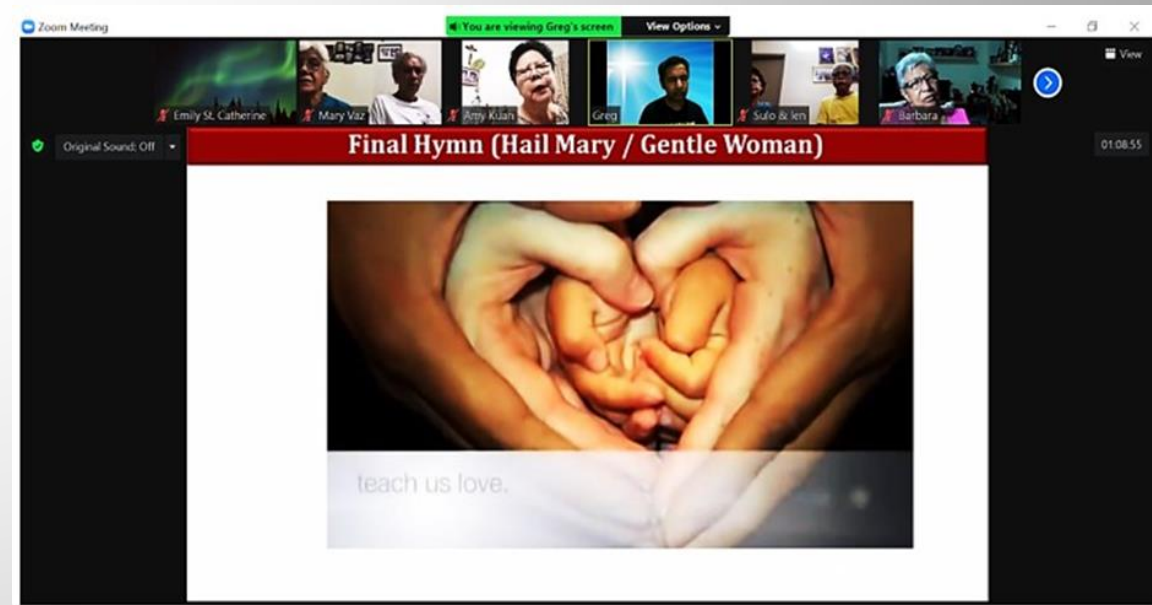 Zoom Meeting
You are viewing Greg's screen
View Options
View
Emily St. Catherine
Mary Vaz
Amy Kuan
Greg
Sulo & Ien
Barbara
Original Sound: Off
Final Hymn (Hail Mary / Gentle Woman)
01:08:55
teach us love.